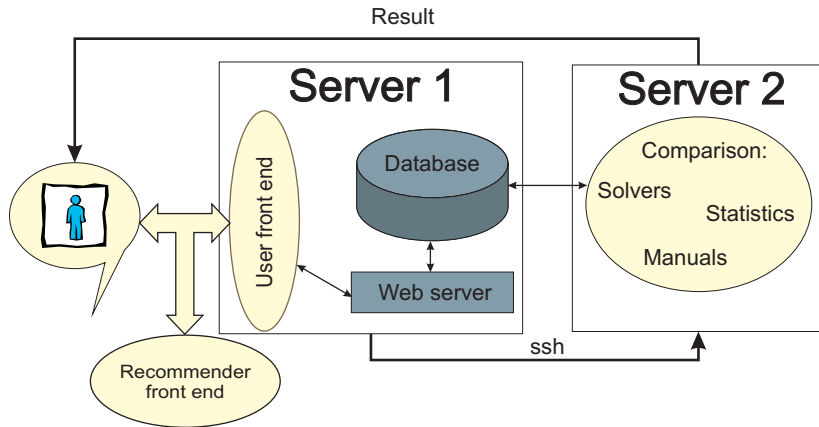 Result
Server 1
Server 2
User front end
Database
Web server
Comparison:
Solvers
Statistics
Manuals
ssh
Recommender
front end